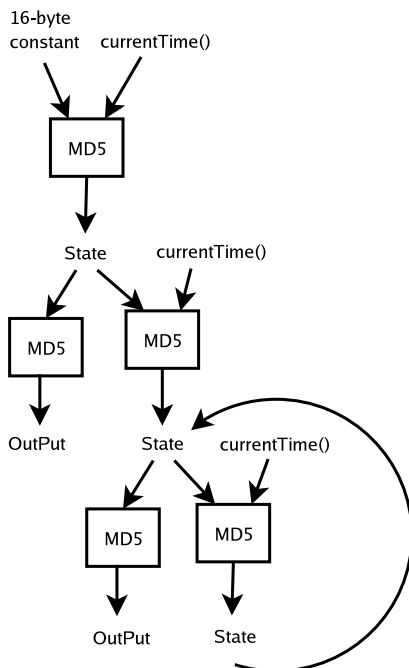 16-byte
constant
currentTime()
MD5
State
currentTime()
MD5
MD5
OutPut
State
currentTime()
MD5
MD5
OutPut
State